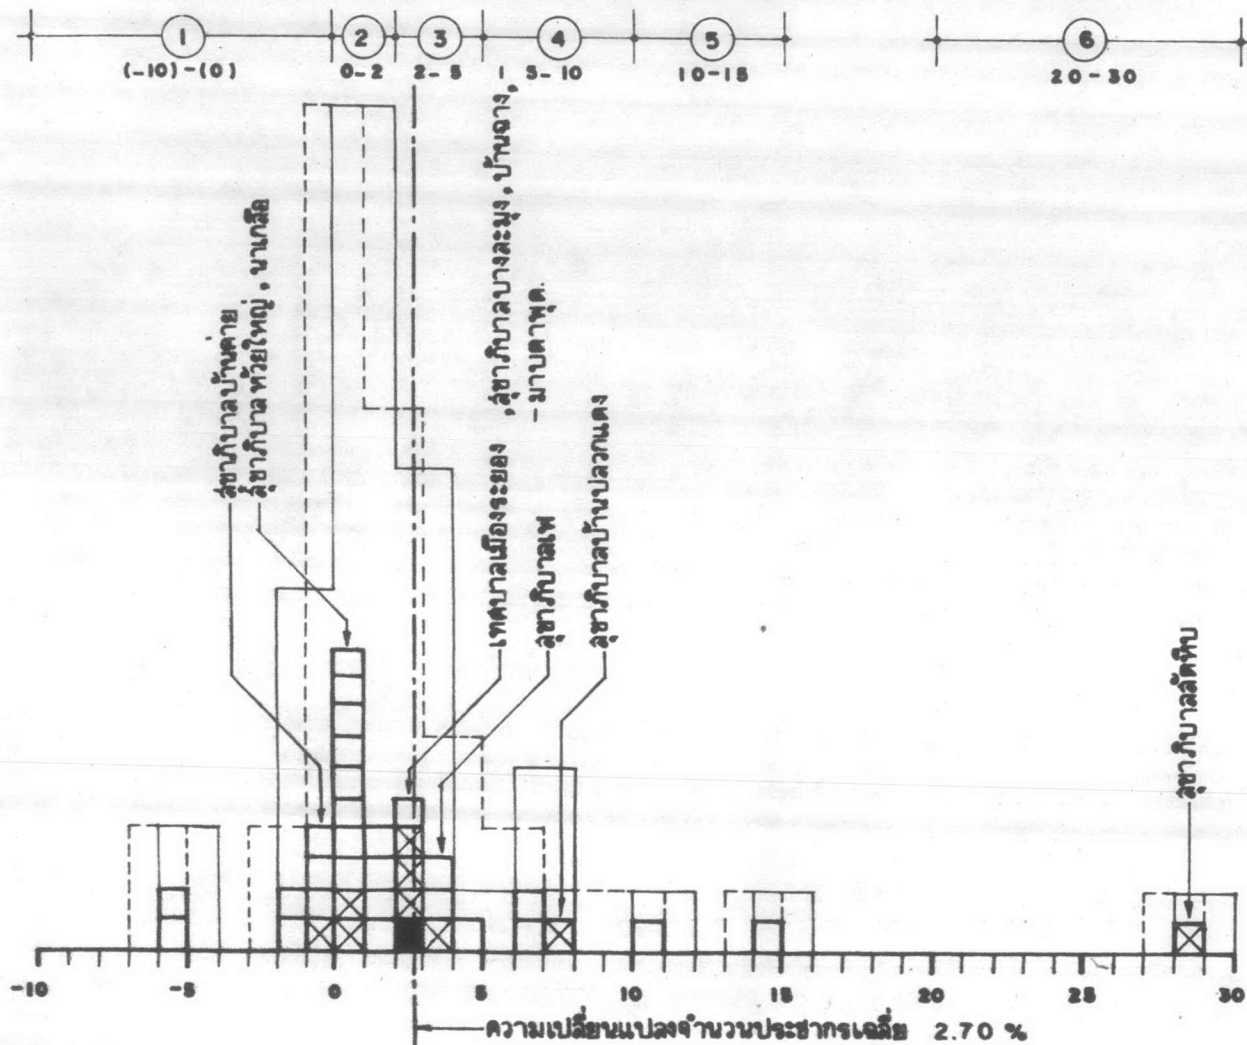 1 2 3 4 5 6
(-10)-(0) 0-2 2-5 5-10 10-15 20-30
สุขาภิบาลบ้านค่าย
สุขาภิบาลห้วยใหญ่, นาเกลือ
เทศบาลเมืองระยอง, สุขาภิบาลบางละมุง, บ้านฉาง,
- มาบตาพุด.
สุขาภิบาลเพ
สุขาภิบาลบ้านปลวกแดง
สุขาภิบาลสัตหีบ
-10 -5 0 5 10 15 20 25 30
ความเปลี่ยนแปลงจำนวนประชากรเฉลี่ย 2.70 %